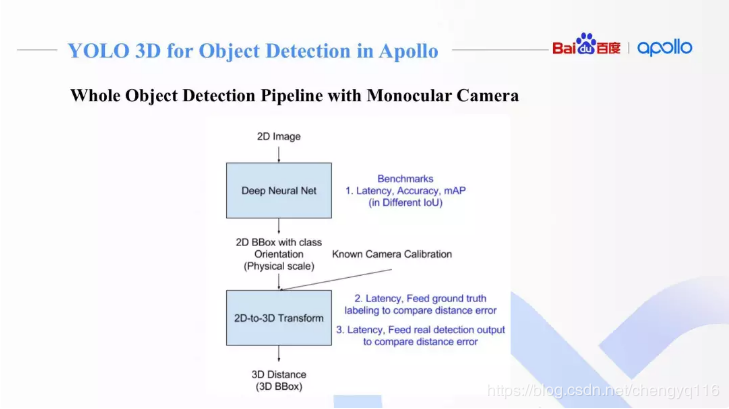 YOLO 3D for Object Detection in Apollo
Bai du 百度 | apollo
Whole Object Detection Pipeline with Monocular Camera
2D Image
Deep Neural Net
Benchmarks
1. Latency, Accuracy, mAP
(in Different IoU)
2D BBox with class
Orientation
(Physical scale)
Known Camera Calibration
2D-to-3D Transform
2. Latency, Feed ground truth
labeling to compare distance error
3. Latency, Feed real detection output
to compare distance error
3D Distance
(3D BBox)
https://blog.csdn.net/chengyq116